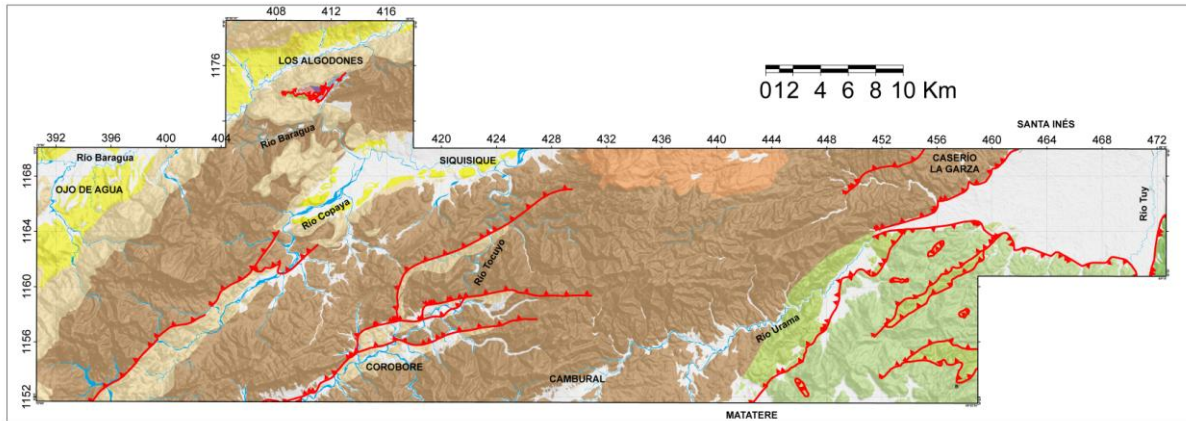 408 412 416
1176
LOS ALGODONES
012 4 6 8 10 Km
392 396 400 404
Río Baragua
420 424 428 432 436 440 444 448 452 456 460 464 468 472
SANTA INÉS
Río Baragua
SIQUISIQUE
CASERÍO
LA GARZA
1168
OJO DE AGUA
Río Copaya
Río Tuy
1164
Río Tocuyo
1160
1156
Río Urama
COROBORE
CAMBURAL
1152
MATATERE